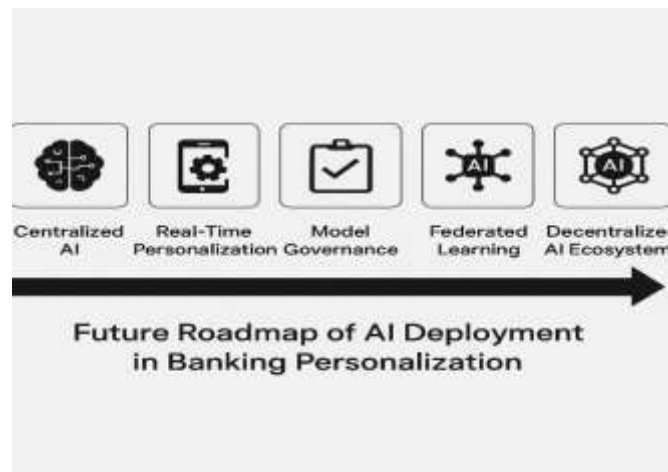 Centralized
AI
Real-Time
Personalization
Model
Governance
AI
Federated
Learning
AI
Decentralized
AI Ecosystem
Future Roadmap of AI Deployment
in Banking Personalization